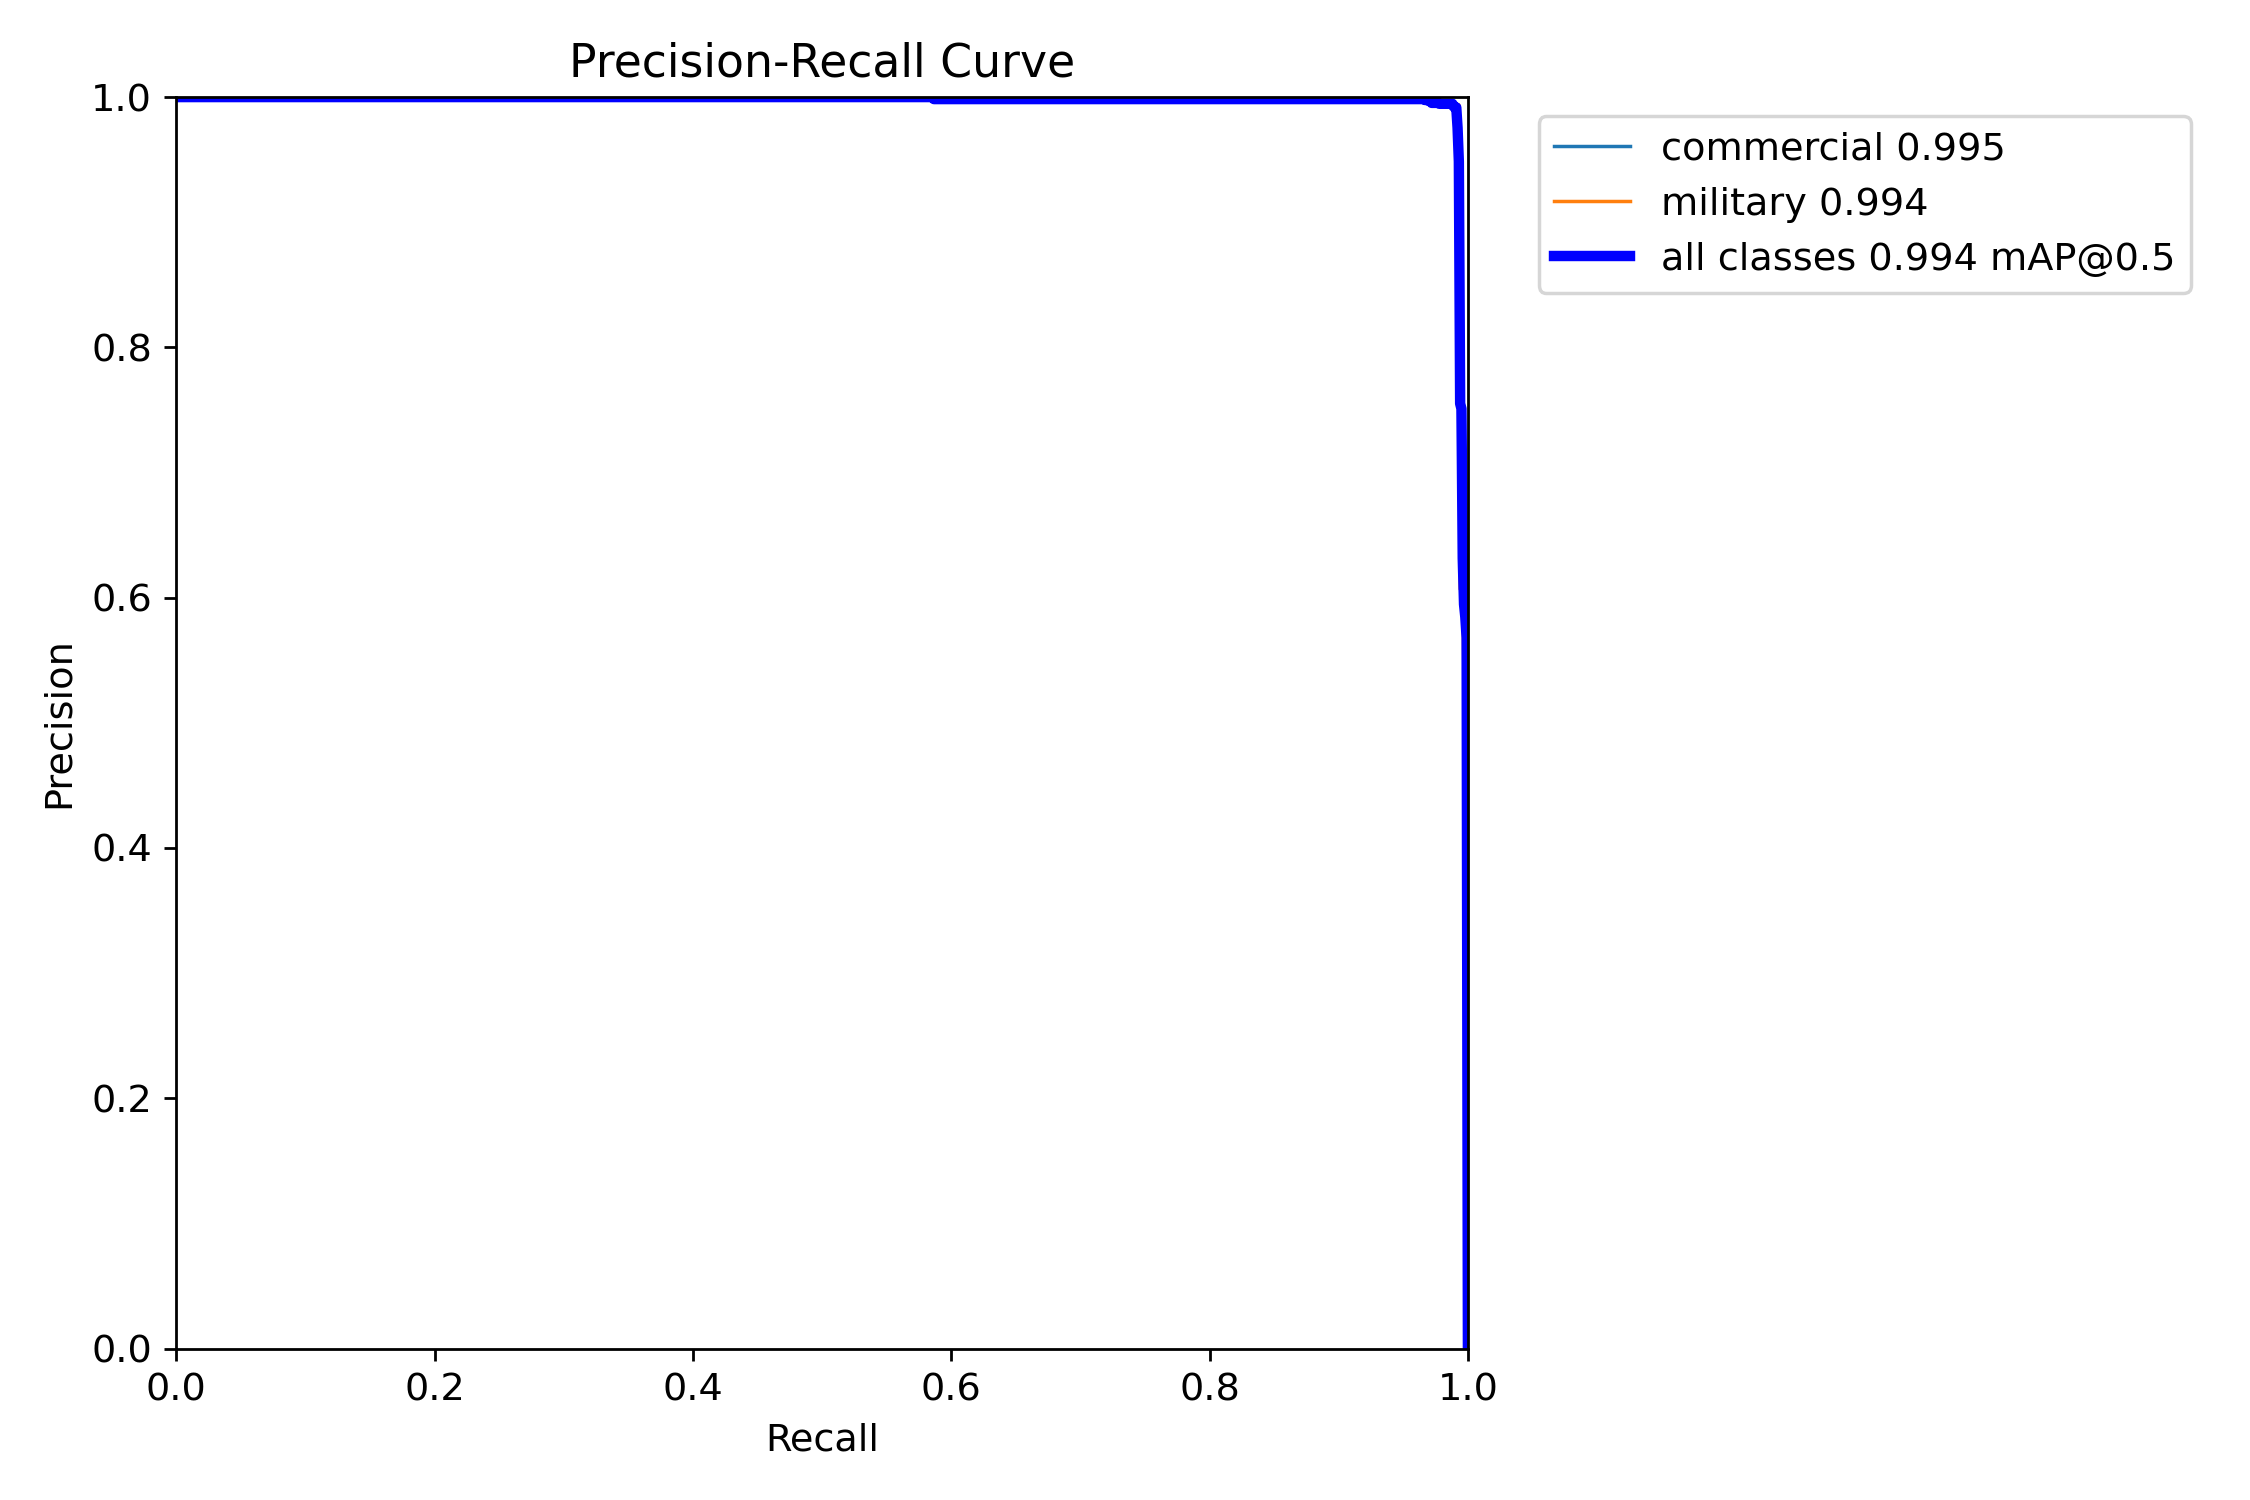 Precision-Recall Curve
1.0
0.8
0.6
0.4
0.2
0.0
Precision
0.0 0.2 0.4 0.6 0.8 1.0
Recall
commercial 0.995
military 0.994
all classes 0.994 mAP@0.5